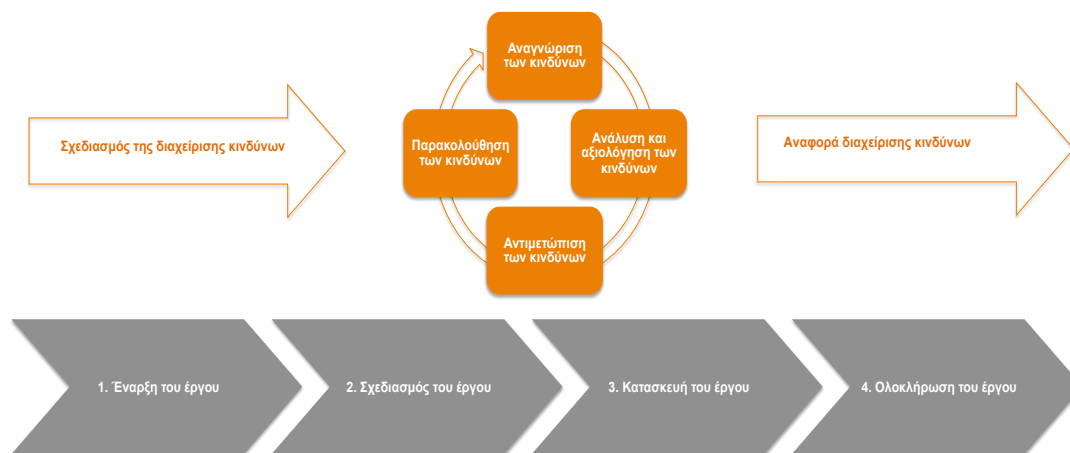 Αναγνώριση
των κινδύνων
Σχεδιασμός της διαχείρισης κινδύνων
Παρακολούθηση
των κινδύνων
Ανάλυση και
αξιολόγηση των
κινδύνων
Αναφορά διαχείρισης κινδύνων
Αντιμετώπιση
των κινδύνων
1. Έναρξη του έργου
2. Σχεδιασμός του έργου
3. Κατασκευή του έργου
4. Ολοκλήρωση του έργου